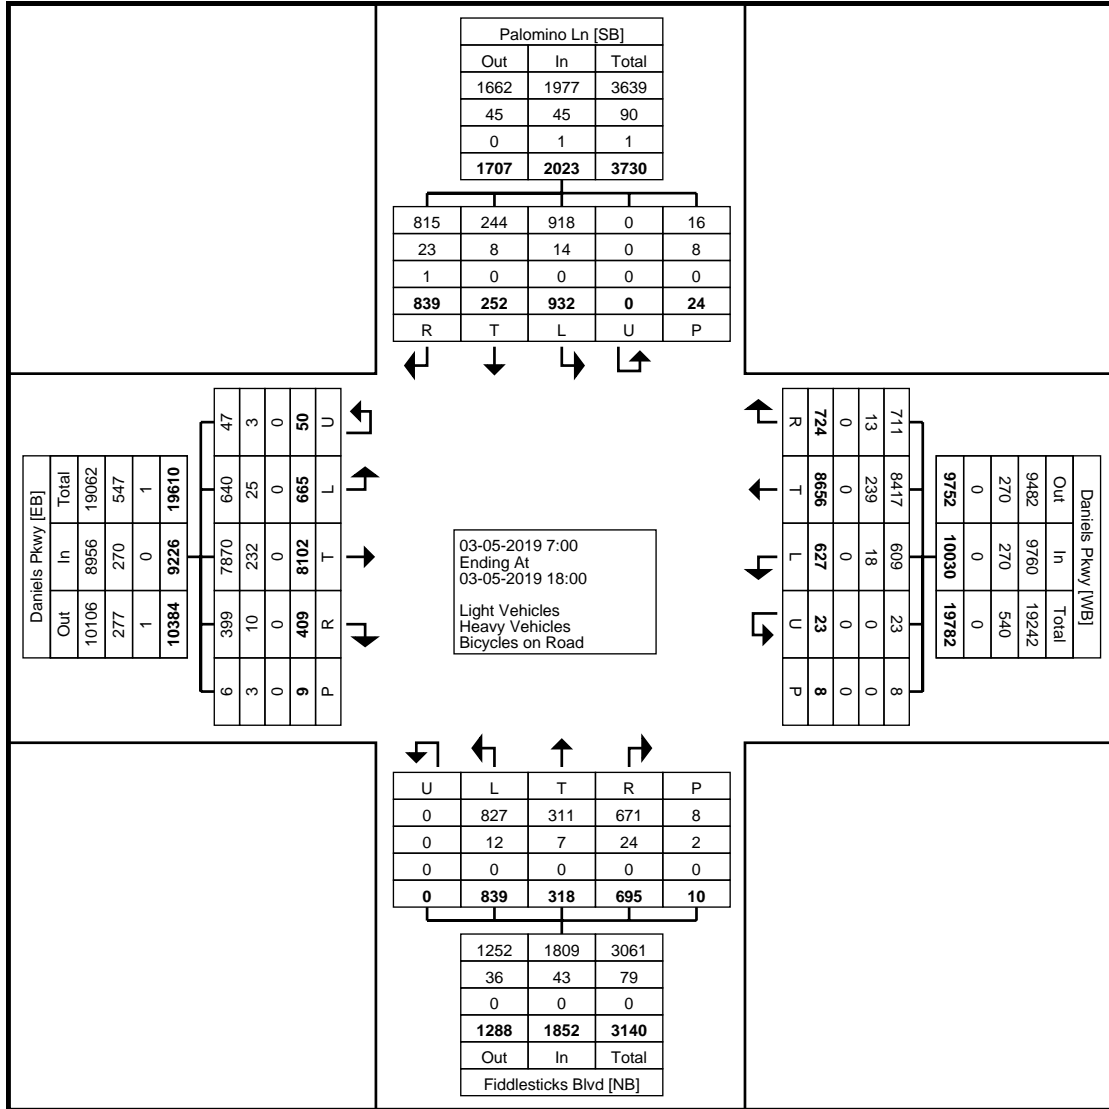 Palomino Ln [SB]
Out In Total
1662 1977 3639
45 45 90
0 1 1
1707 2023 3730
815 244 918 0 16
23 8 14 0 8
1 0 0 0 0
839 252 932 0 24
R T L U P
Daniels Pkwy [EB]
Total In Out
19062 8956 10106
547 270 277
1 0 1
19610 9226 10384
47 640 7870 399 6
3 25 232 10 3
0 0 0 0 0
50 665 8102 409 9
U L T R P
03-05-2019 7:00
Ending At
03-05-2019 18:00
Light Vehicles
Heavy Vehicles
Bicycles on Road
Daniels Pkwy [WB]
Out In Total
9482 9760 19242
270 270 540
0 0 0
9752 10030 19782
711 8417 609 23 8
13 239 18 0 0
0 0 0 0 0
724 8656 627 23 8
R T L U P
U L T R P
0 827 311 671 8
0 12 7 24 2
0 0 0 0 0
0 839 318 695 10
1252 1809 3061
36 43 79
0 0 0
1288 1852 3140
Out In Total
Fiddlesticks Blvd [NB]